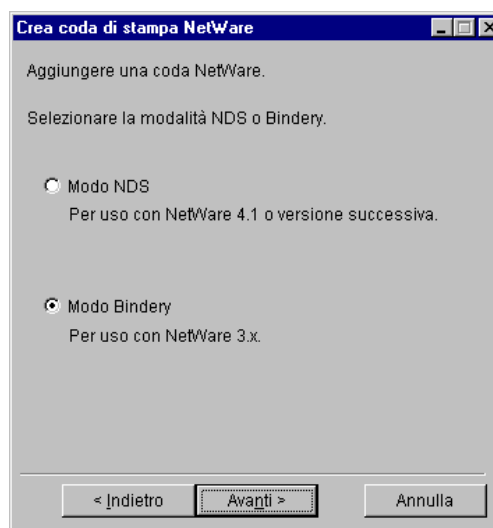 Crea coda di stampa NetWare
Aggiungere una coda NetWare.
Selezionare la modalità NDS o Bindery.
Modo NDS
Per uso con NetWare 4.1 o versione successiva.
Modo Bindery
Per uso con NetWare 3.x.
< Indietro
Avanti >
Annulla